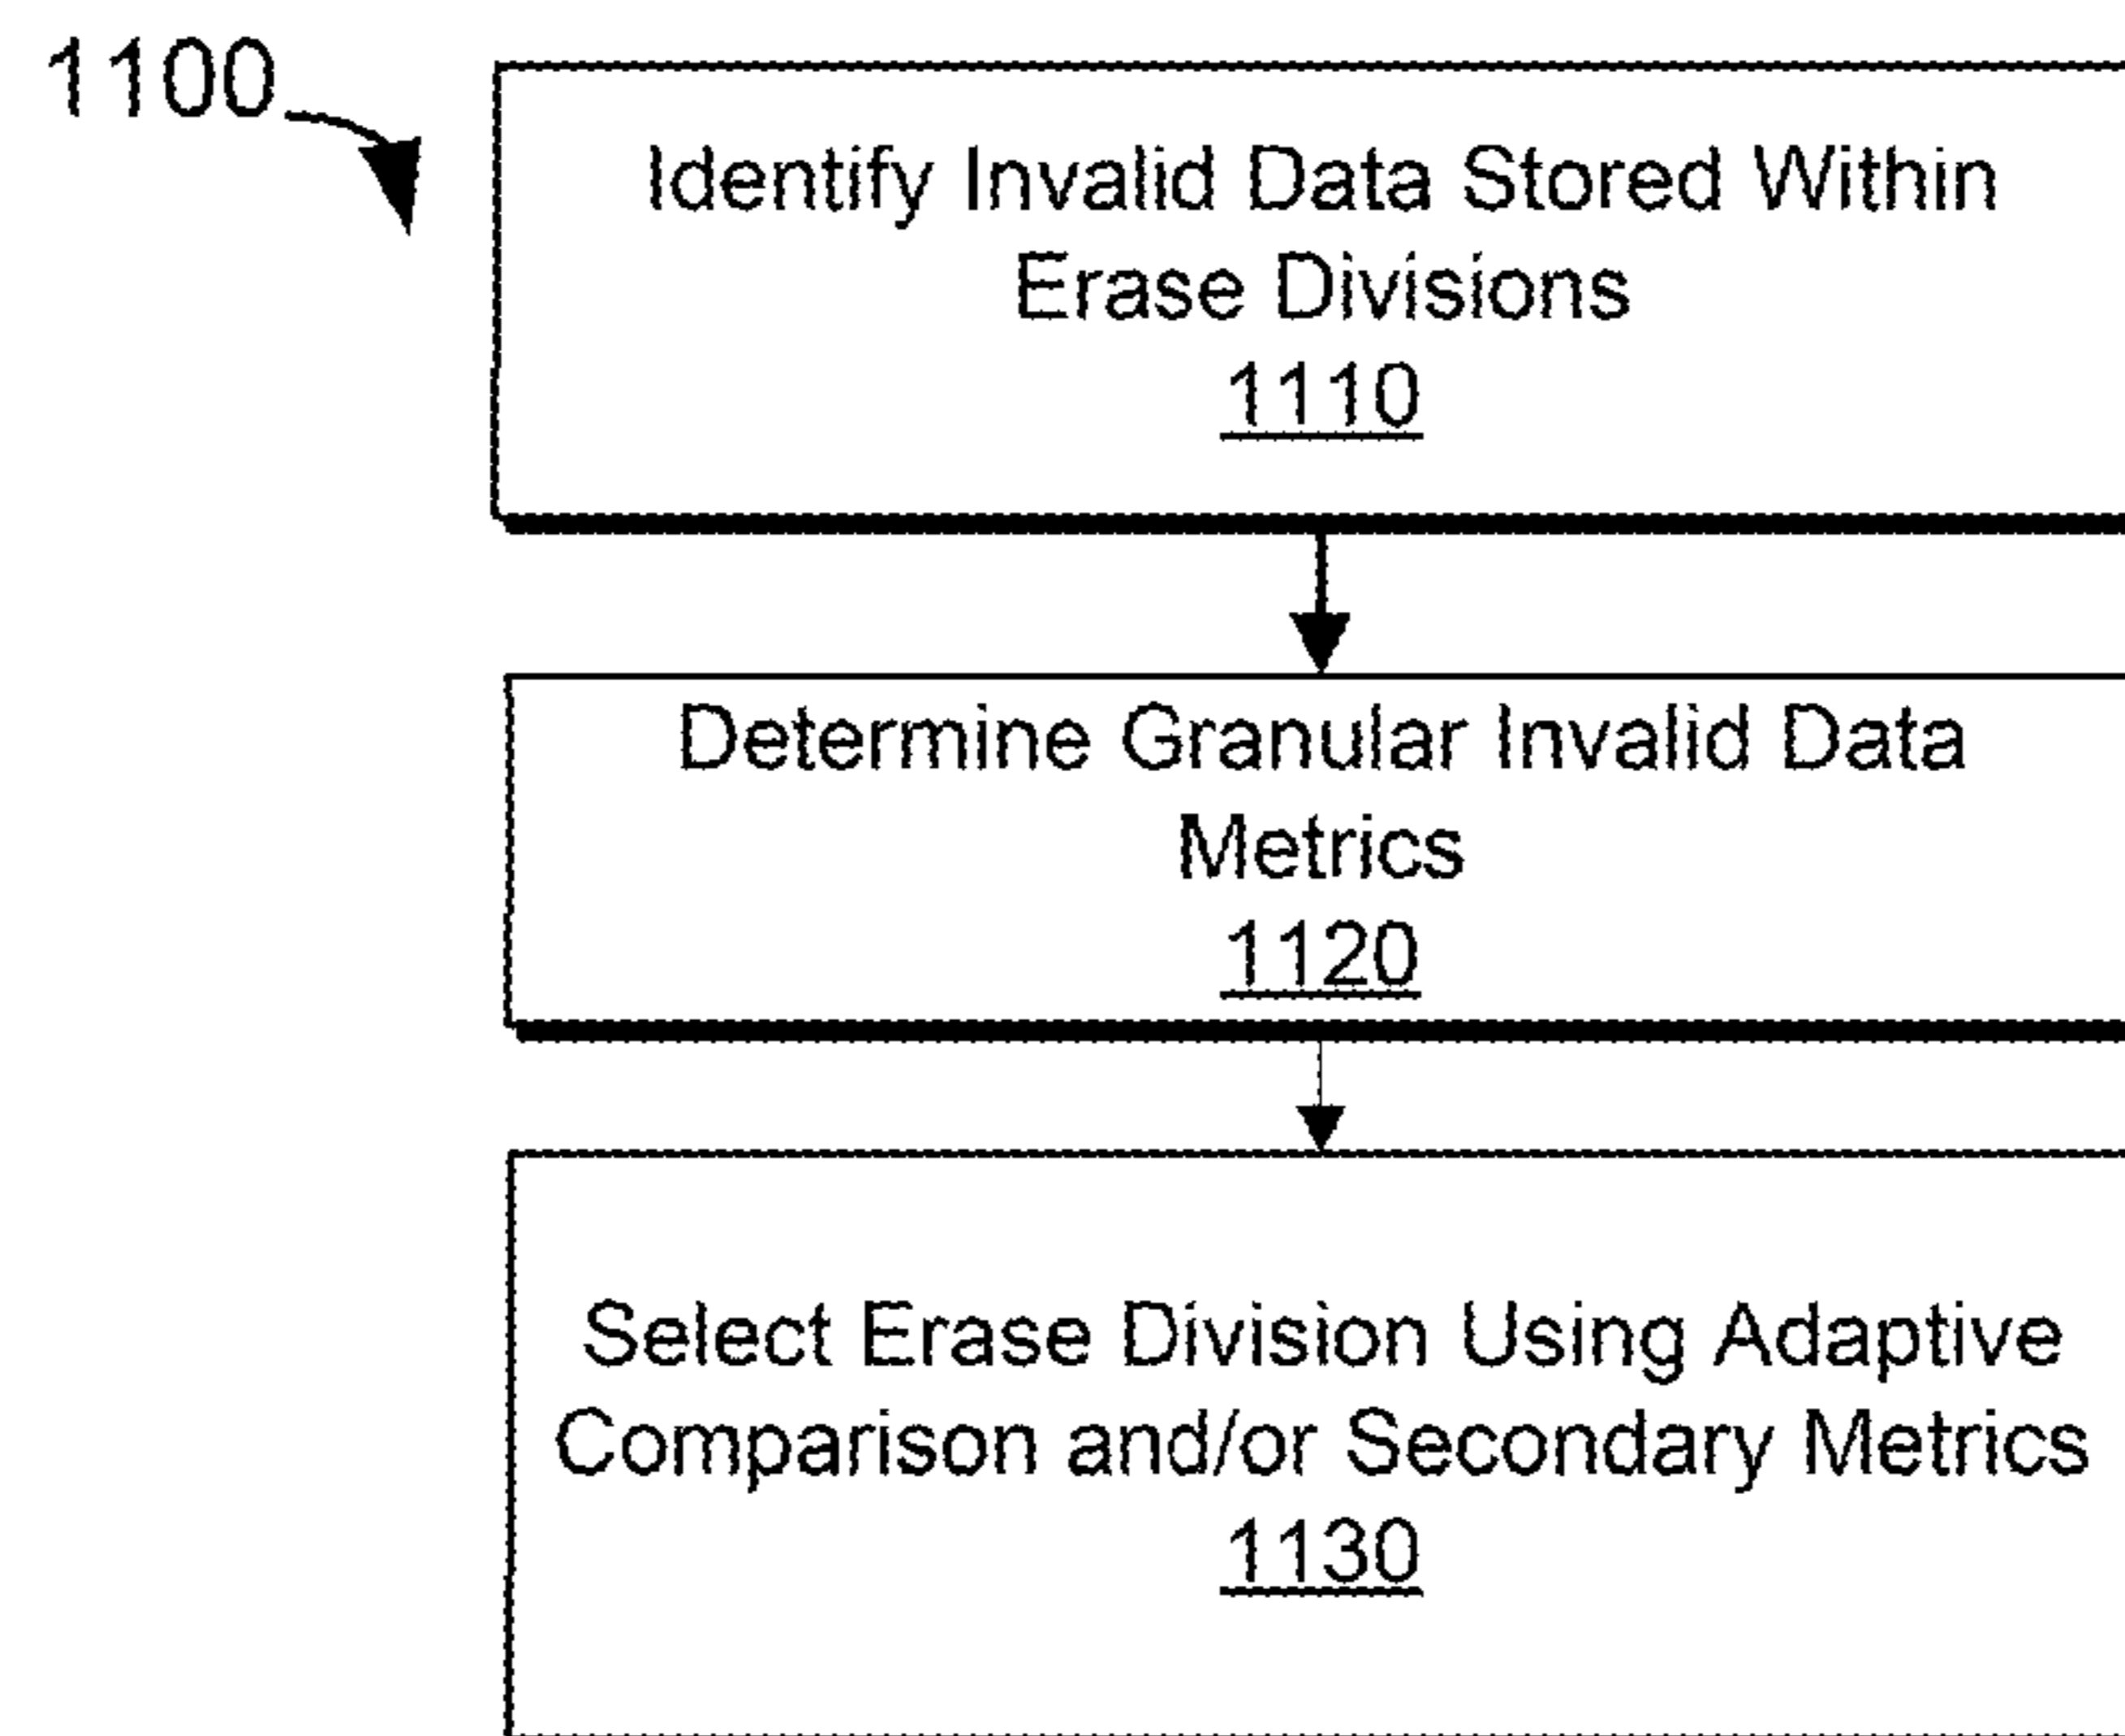 1100
Identify Invalid Data Stored Within
Erase Divisions
1110
Determine Granular Invalid Data
Metrics
1120
Select Erase Division Using Adaptive
Comparison and/or Secondary Metrics
1130